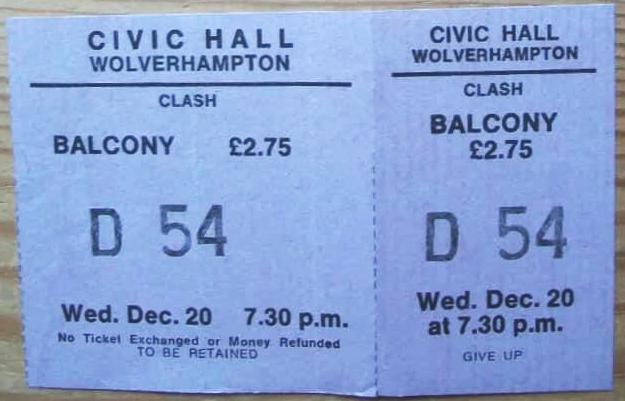 CIVIC HALL
WOLVERHAMPTON
CLASH
BALCONY £2.75
D 54
Wed. Dec. 20 7.30 p.m.
No Ticket Exchanged or Money Refunded
TO BE RETAINED
CIVIC HALL
WOLVERHAMPTON
CLASH
BALCONY
£2.75
D 54
Wed. Dec. 20
at 7.30 p.m.
GIVE UP